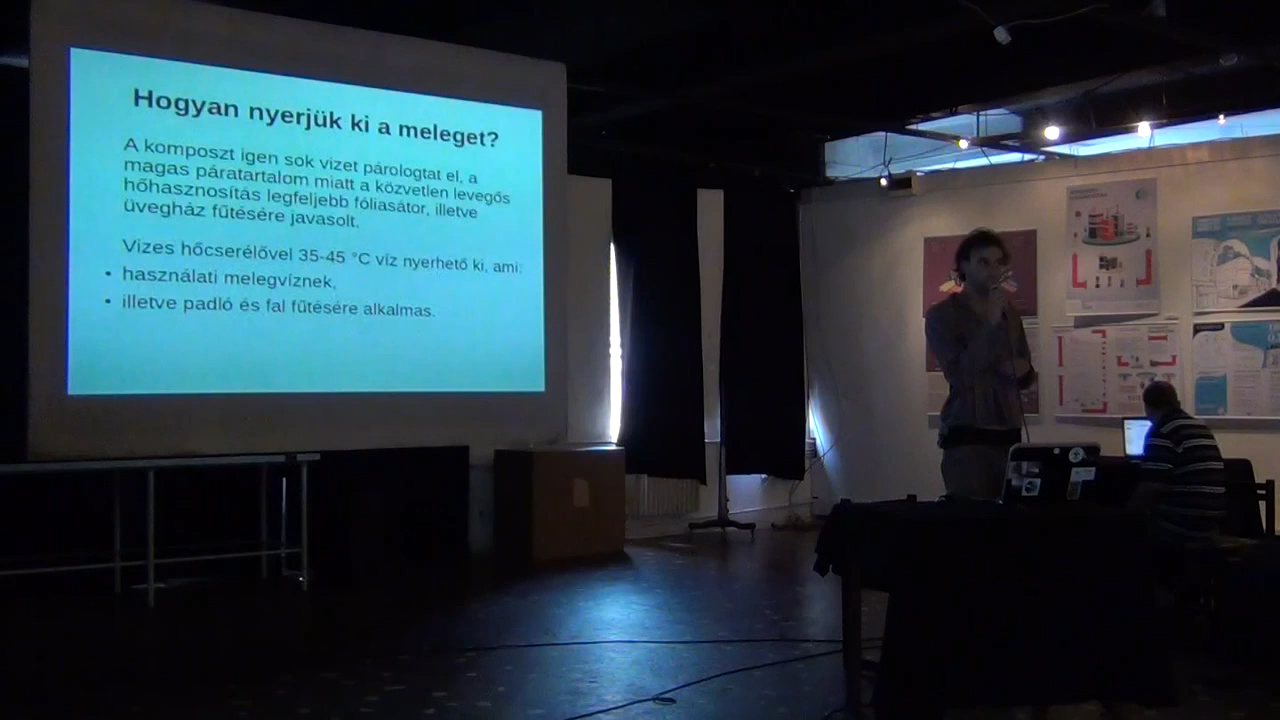 Hogyan nyerjük ki a meleget?
A komposzt igen sok vizet párologtat el, a
magas páratartalom miatt a közvetlen levegős
hőhasznosítás legfeljebb fóliasátor, illetve
üvegház fűtésére javasolt.
Vizes hőcserélővel 35-45 °C víz nyerhető ki, ami:
• használati melegvíznek,
• illetve padló és fal fűtésére alkalmas.